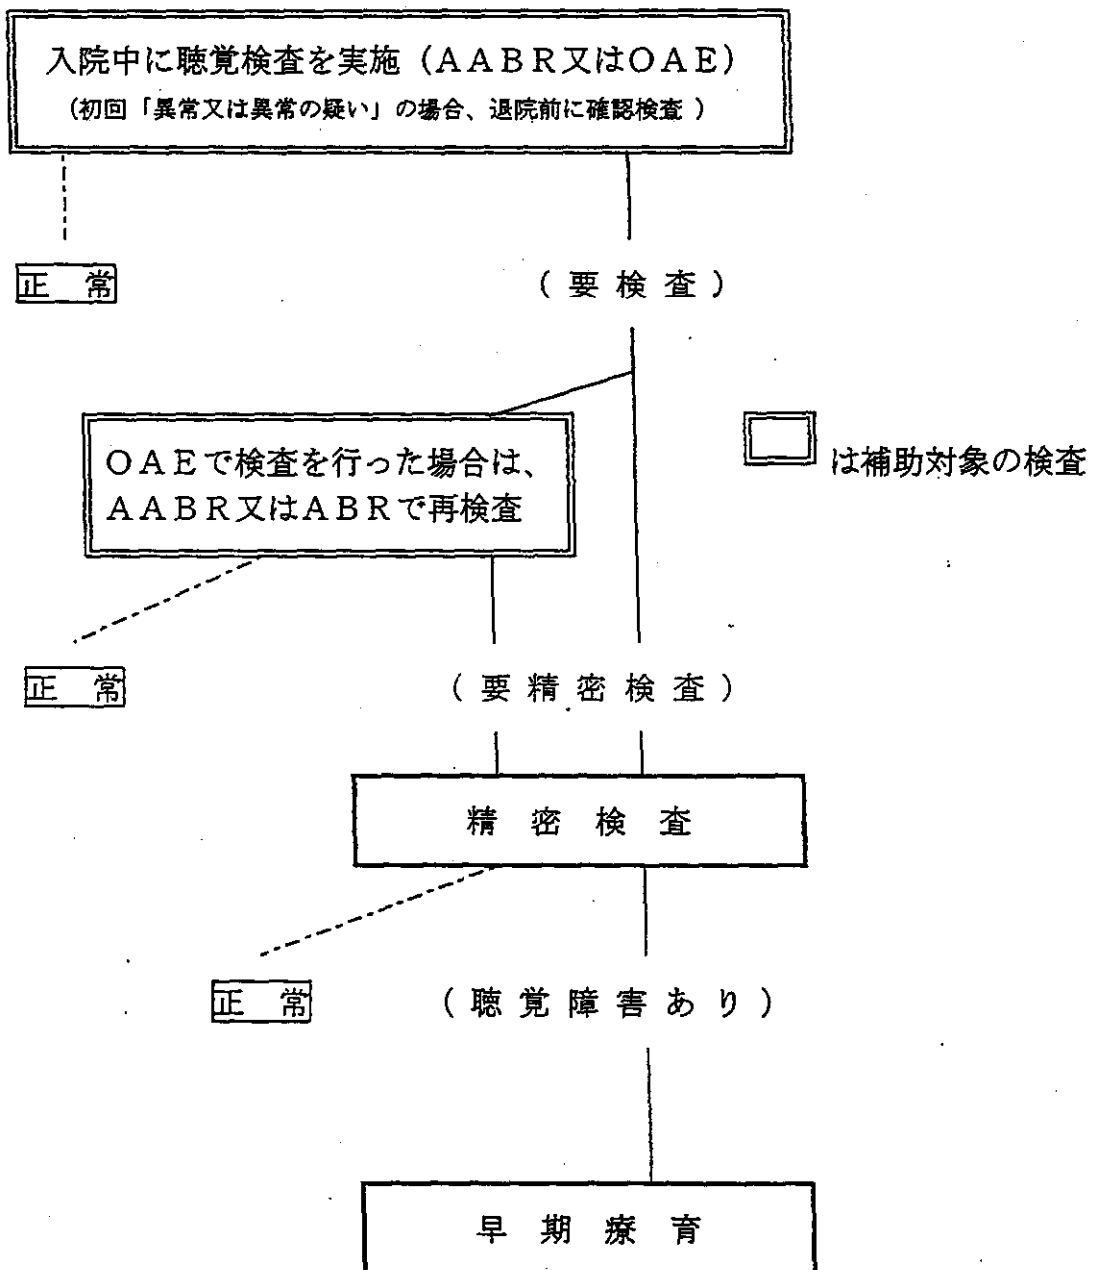 入院中に聴覚検査を実施（ＡＡＢＲ又はＯＡＥ）
（初回「異常又は異常の疑い」の場合、退院前に確認検査）
正　常
（要検査）
ＯＡＥで検査を行った場合は、
ＡＡＢＲ又はＡＢＲで再検査
は補助対象の検査
正　常
（要精密検査）
精　密　検　査
正　常
（聴覚障害あり）
早　期　療　育